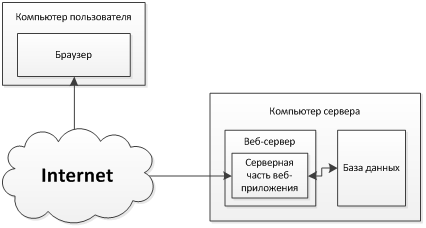 Компьютер пользователя
Браузер
Компьютер сервера
Веб-сервер
Серверная
часть веб-
приложения
База данных
Internet